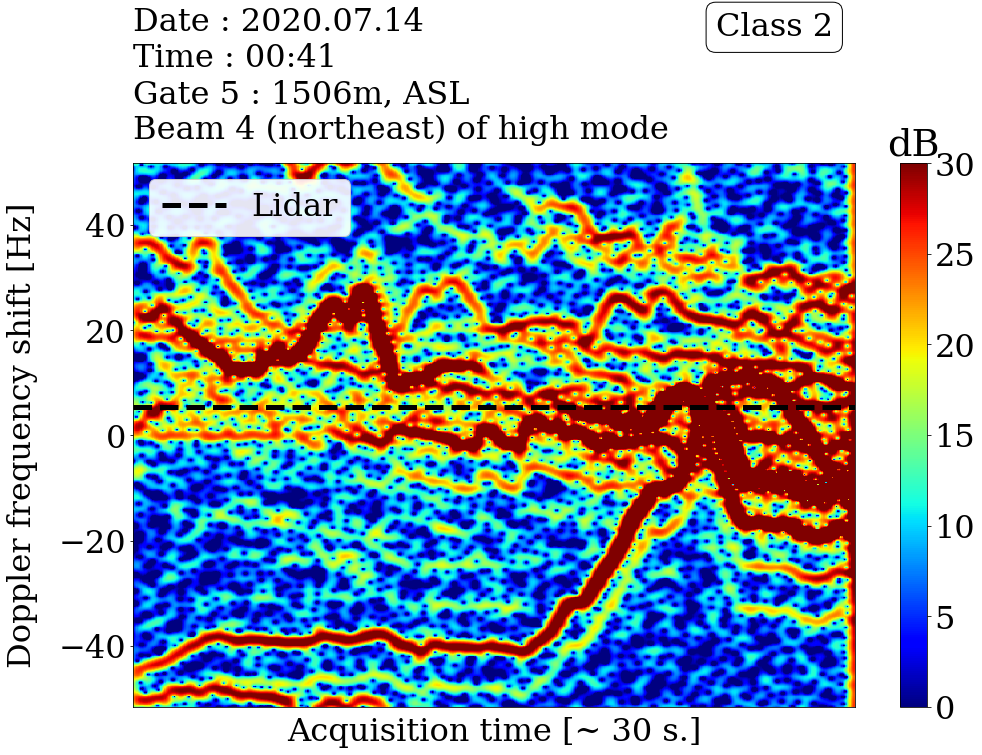 Date : 2020.07.14
Time : 00:41
Gate 5 : 1506m, ASL
Beam 4 (northeast) of high mode
Class 2
dB
Lidar
Doppler frequency shift [Hz]
40
20
0
−20
−40
Acquisition time [~ 30 s.]
30
25
20
15
10
5
0